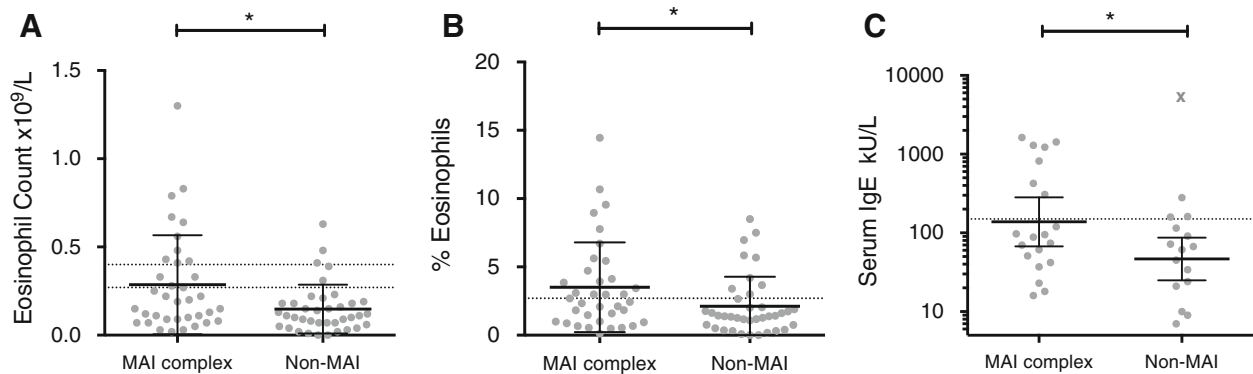 A
*
Eosinophil Count x10⁹/L
1.5
1.0
0.5
0.0
MAI complex Non-MAI
B
*
% Eosinophils
20
15
10
5
0
MAI complex Non-MAI
C
*
Serum IgE kU/L
10000
1000
100
10
x
MAI complex Non-MAI